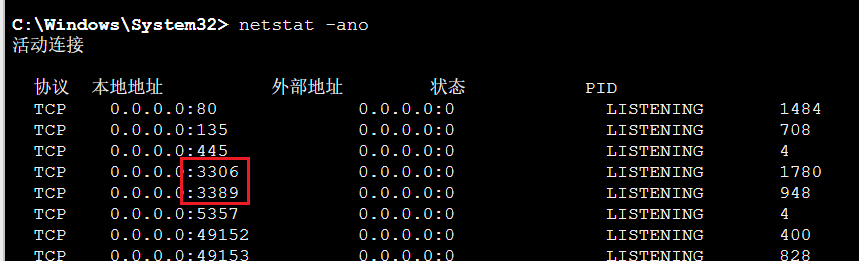 C:\Windows\System32> netstat -ano
活动连接
协议 本地地址 外部地址 状态 PID
TCP 0.0.0.0:80 0.0.0.0:0 LISTENING 1484
TCP 0.0.0.0:135 0.0.0.0:0 LISTENING 708
TCP 0.0.0.0:445 0.0.0.0:0 LISTENING 4
TCP 0.0.0.0:3306 0.0.0.0:0 LISTENING 1780
TCP 0.0.0.0:3389 0.0.0.0:0 LISTENING 948
TCP 0.0.0.0:5357 0.0.0.0:0 LISTENING 4
TCP 0.0.0.0:49152 0.0.0.0:0 LISTENING 400
TCP 0.0.0.0:49153 0.0.0.0:0 LISTENING 828